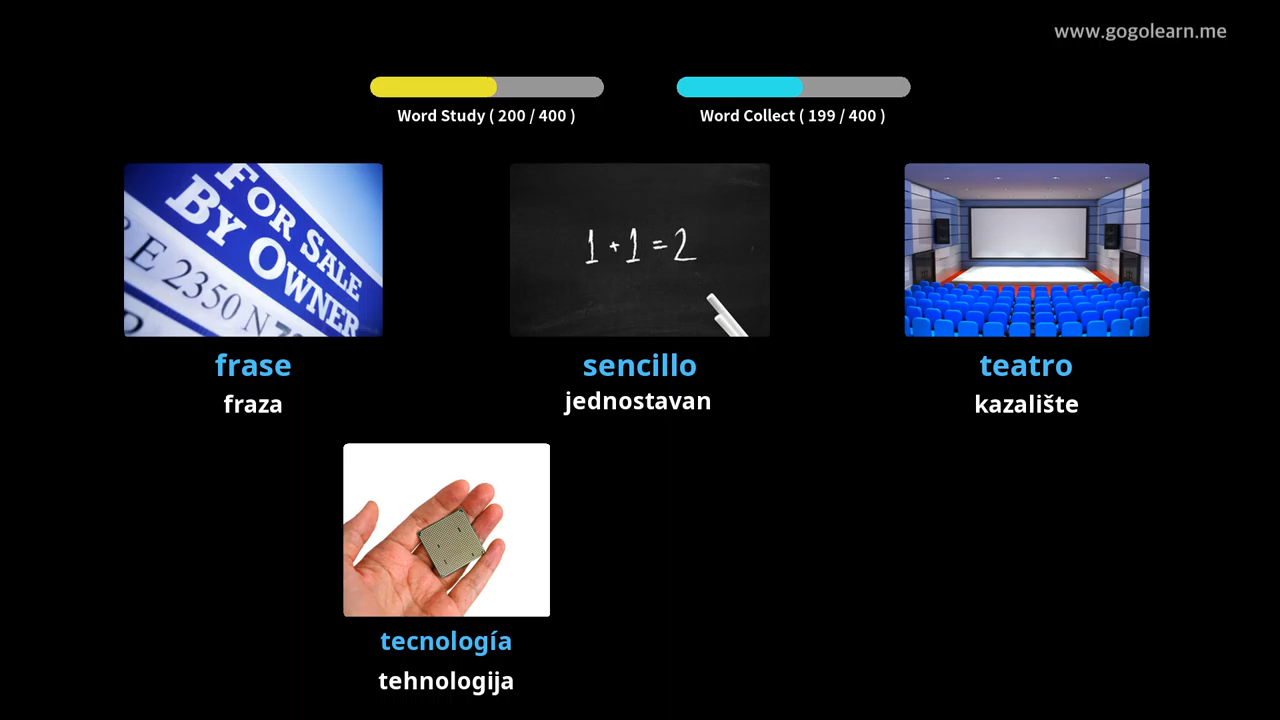 www.gogolearn.me
Word Study ( 200 / 400 )
Word Collect ( 199 / 400 )
FOR SALE
BY OWNER
E 2350 N
1 + 1 = 2
frase
fraza
sencillo
jednostavan
teatro
kazalište
tecnología
tehnologija